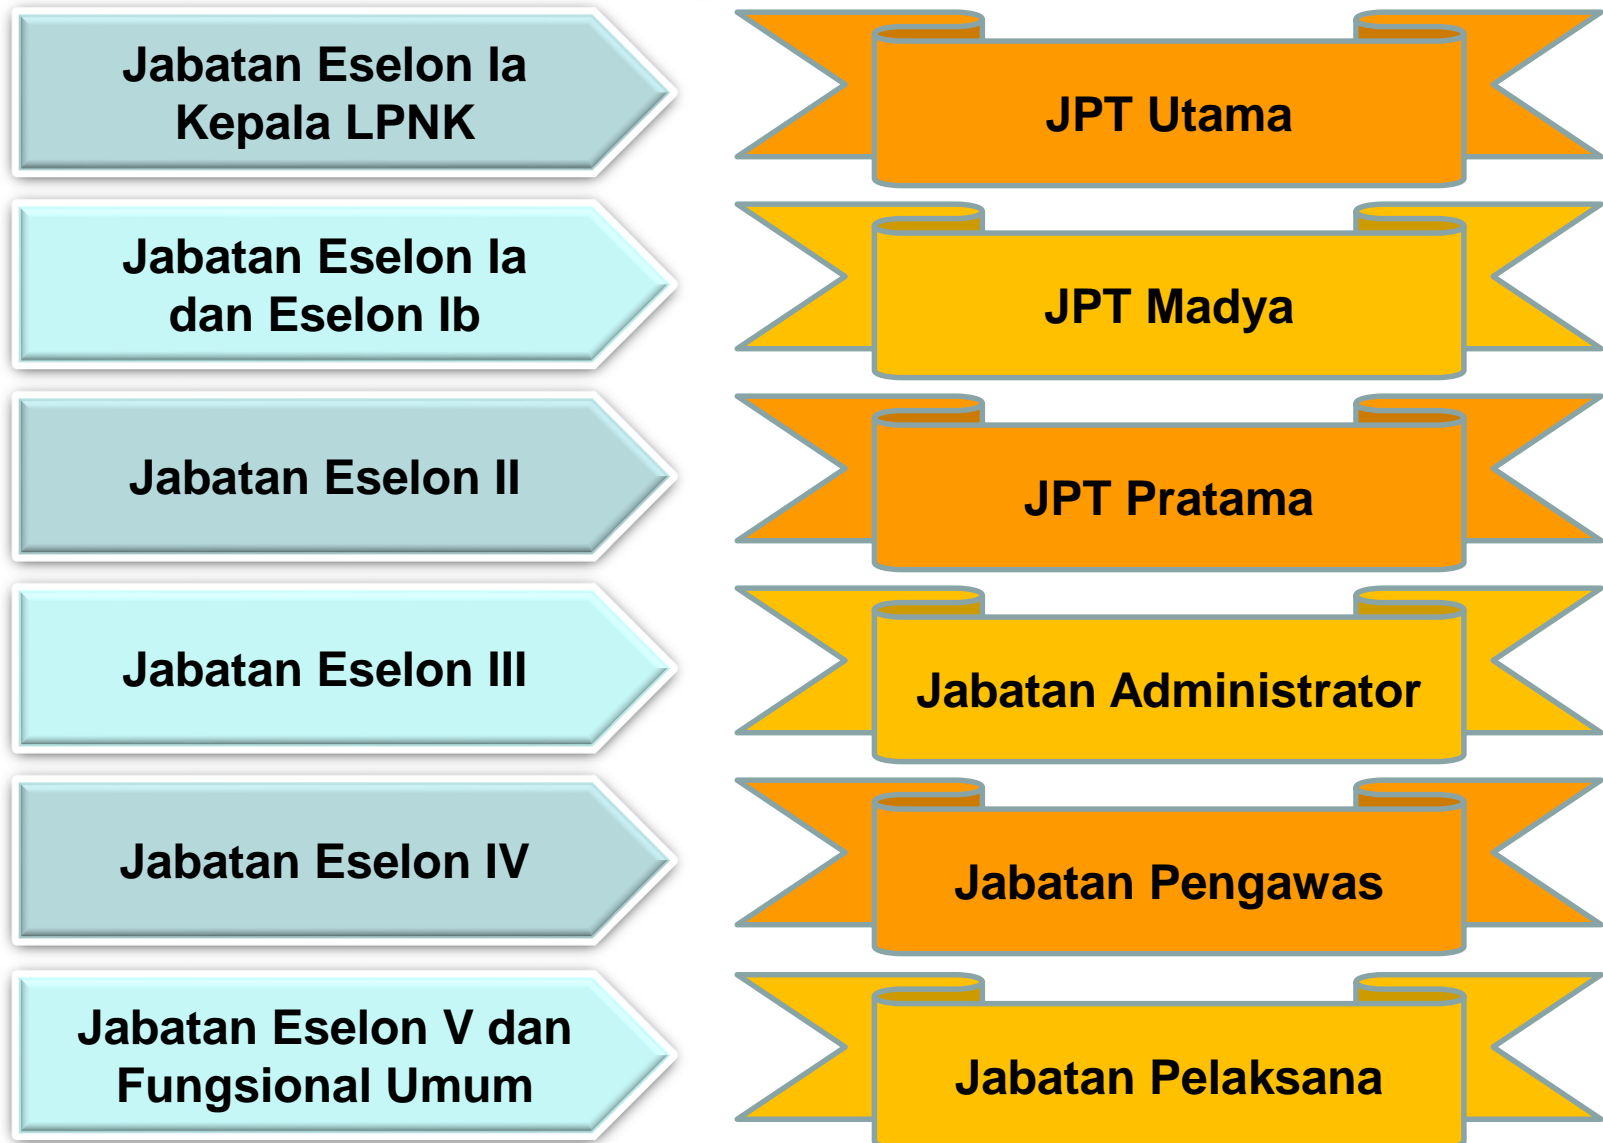 Jabatan Eselon Ia
Kepala LPNK
JPT Utama
Jabatan Eselon Ia
dan Eselon Ib
JPT Madya
Jabatan Eselon II
JPT Pratama
Jabatan Eselon III
Jabatan Administrator
Jabatan Eselon IV
Jabatan Pengawas
Jabatan Eselon V dan
Fungsional Umum
Jabatan Pelaksana